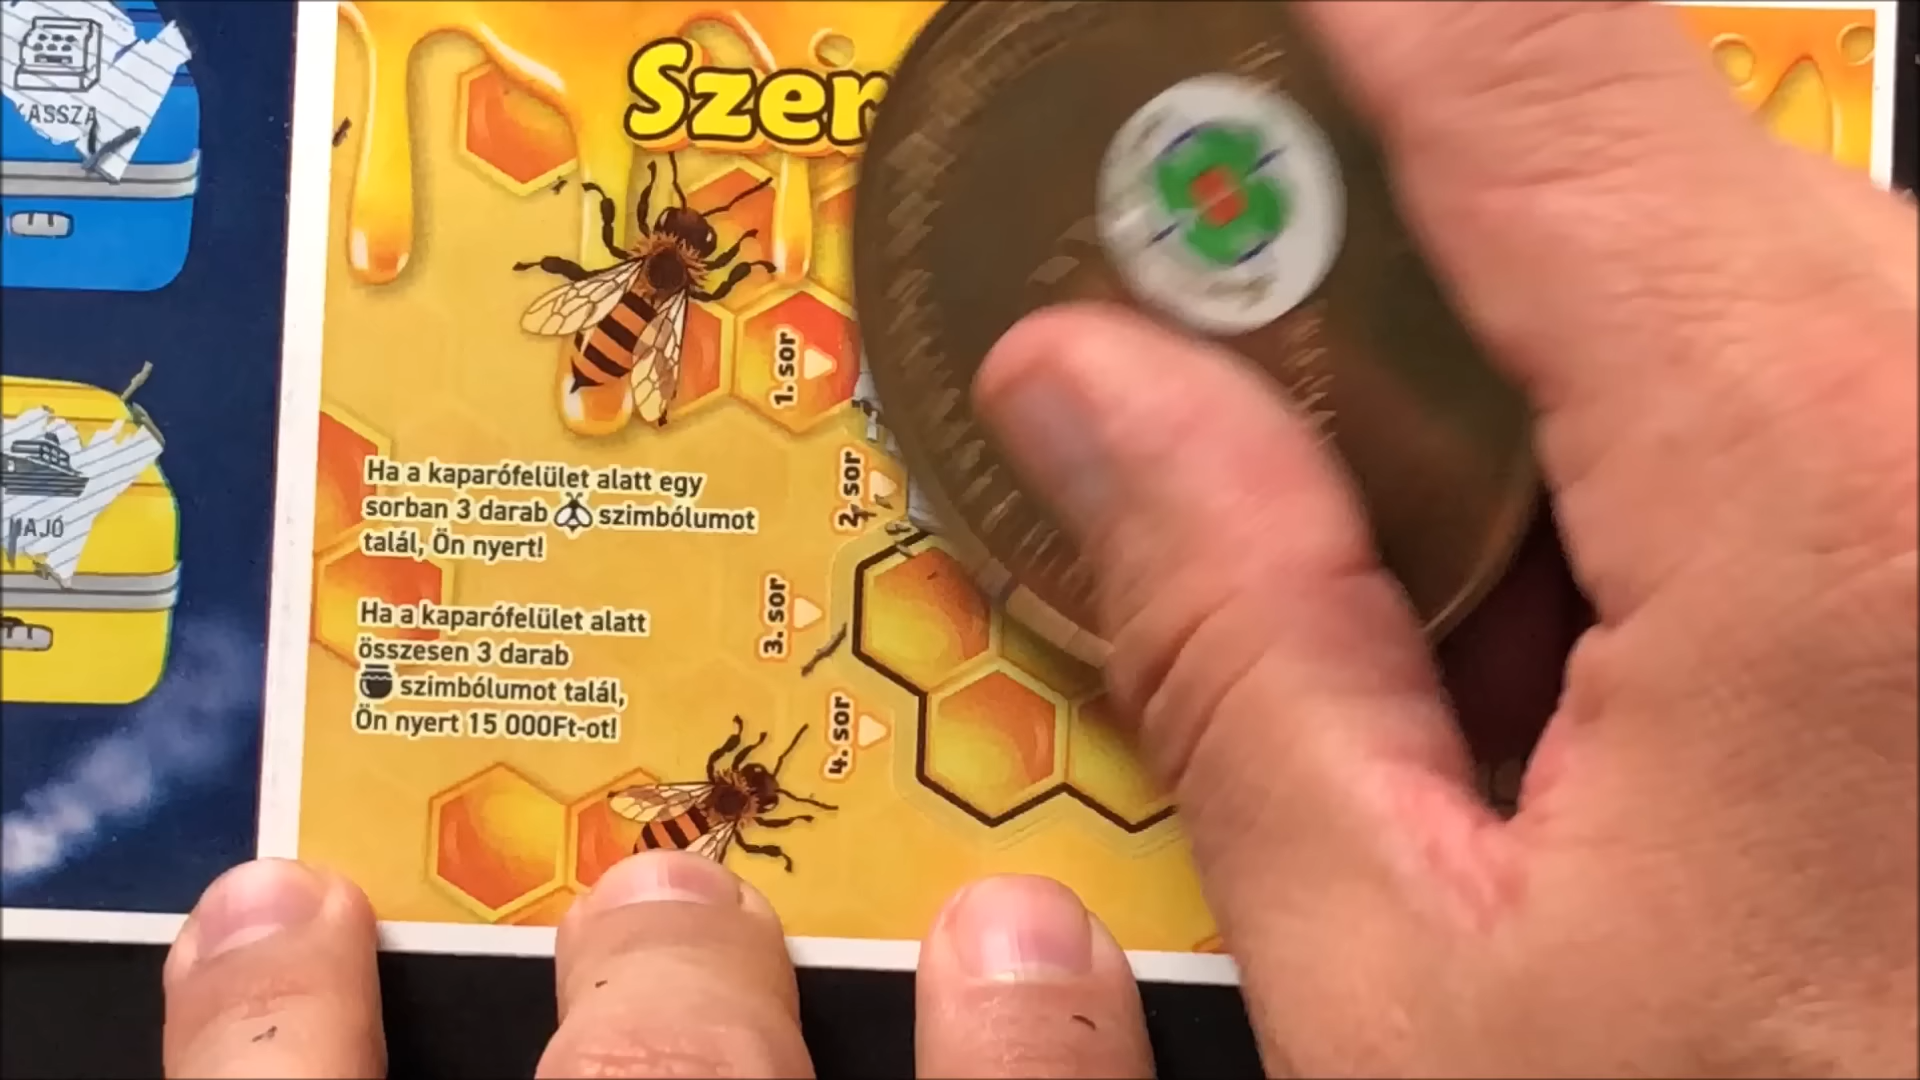 KASSZA
HAJÓ
Szer
1. sor
2. sor
3. sor
4. sor
Ha a kaparófelület alatt egy
sorban 3 darab szimbólumot
talál, Ön nyert!
Ha a kaparófelület alatt
összesen 3 darab
szimbólumot talál,
Ön nyert 15 000Ft-ot!